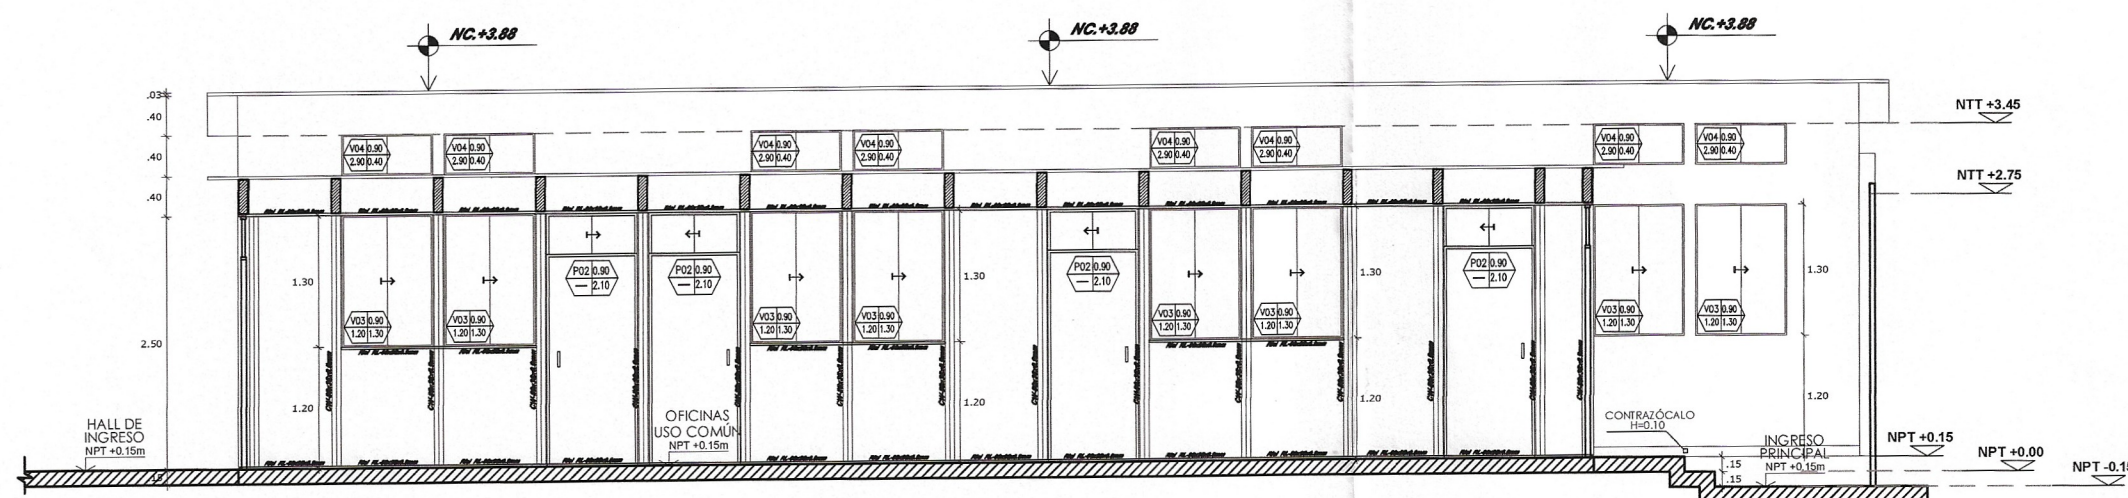 NC.+3.88
NC.+3.88
NC.+3.88
.03
.40
.40
.40
2.50
.15
NTT +3.45
NTT +2.75
V04 0.90
2.90 0.40
V04 0.90
2.90 0.40
V04 0.90
2.90 0.40
V04 0.90
2.90 0.40
V04 0.90
2.90 0.40
V04 0.90
2.90 0.40
V04 0.90
2.90 0.40
V04 0.90
2.90 0.40
P02 0.90
— 2.10
P02 0.90
— 2.10
P02 0.90
— 2.10
P02 0.90
— 2.10
1.30
1.30
1.30
1.30
V03 0.90
1.20 1.30
V03 0.90
1.20 1.30
V03 0.90
1.20 1.30
V03 0.90
1.20 1.30
V03 0.90
1.20 1.30
V03 0.90
1.20 1.30
V03 0.90
1.20 1.30
V03 0.90
1.20 1.30
1.20
1.20
1.20
1.20
HALL DE
INGRESO
NPT +0.15m
OFICINAS
USO COMÚN
NPT +0.15m
CONTRAZÓCALO
H=0.10
INGRESO
PRINCIPAL
NPT +0.15m
.15
.15
NPT +0.15
NPT +0.00
NPT -0.15